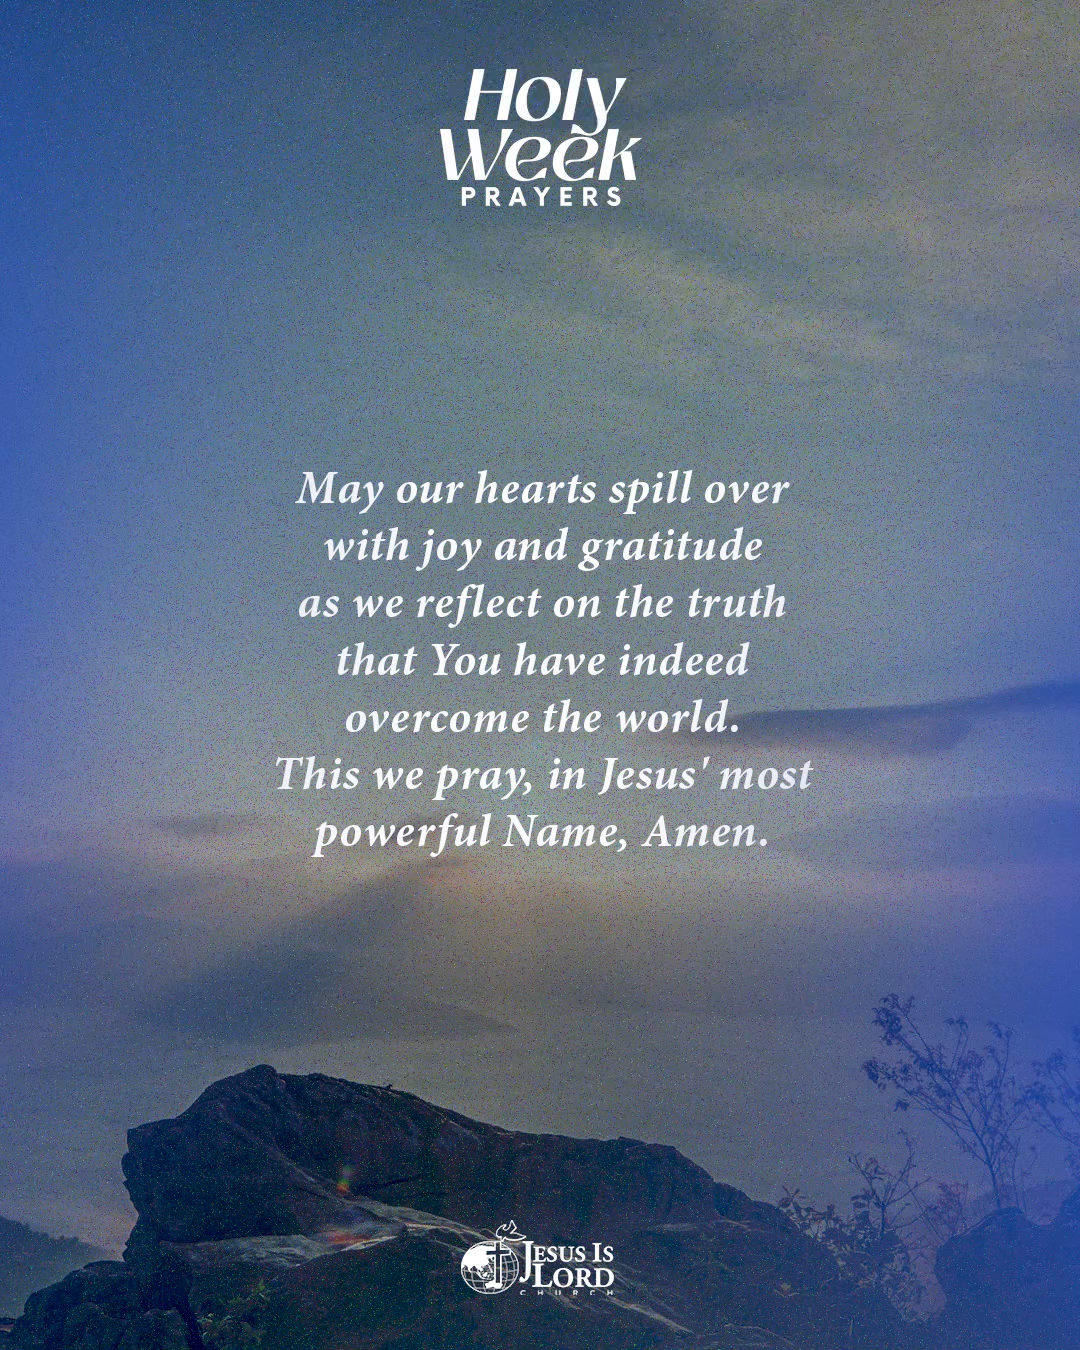 Holy
Week
PRAYERS
May our hearts spill over
with joy and gratitude
as we reflect on the truth
that You have indeed
overcome the world.
This we pray, in Jesus' most
powerful Name, Amen.
JESUS IS
LORD
CHURCH